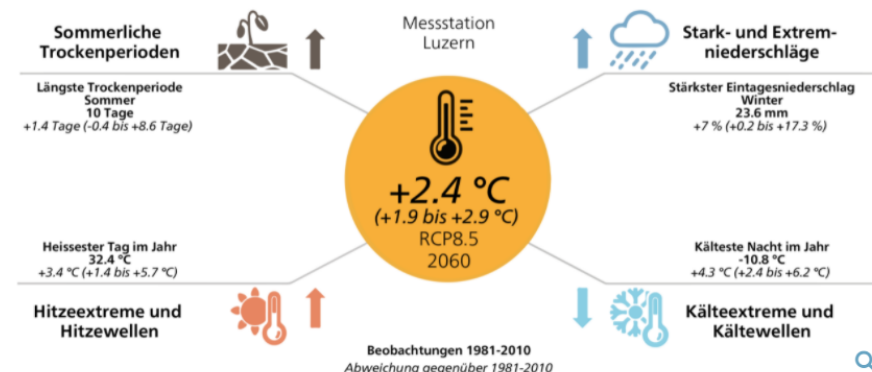 Sommerliche
Trockenperioden
Messstation
Luzern
Stark- und Extrem-
niederschläge
Längste Trockenperiode
Sommer
10 Tage
+1.4 Tage (-0.4 bis +8.6 Tage)
Stärkster Eintagesniederschlag
Winter
23.6 mm
+7 % (+0.2 bis +17.3 %)
+2.4 °C
(+1.9 bis +2.9 °C)
RCP8.5
2060
Heissester Tag im Jahr
32.4 °C
+3.4 °C (+1.4 bis +5.7 °C)
Kälteste Nacht im Jahr
-10.8 °C
+4.3 °C (+2.4 bis +6.2 °C)
Hitzeextreme und
Hitzewellen
Kälteextreme und
Kältewellen
Beobachtungen 1981-2010
Abweichung gegenüber 1981-2010